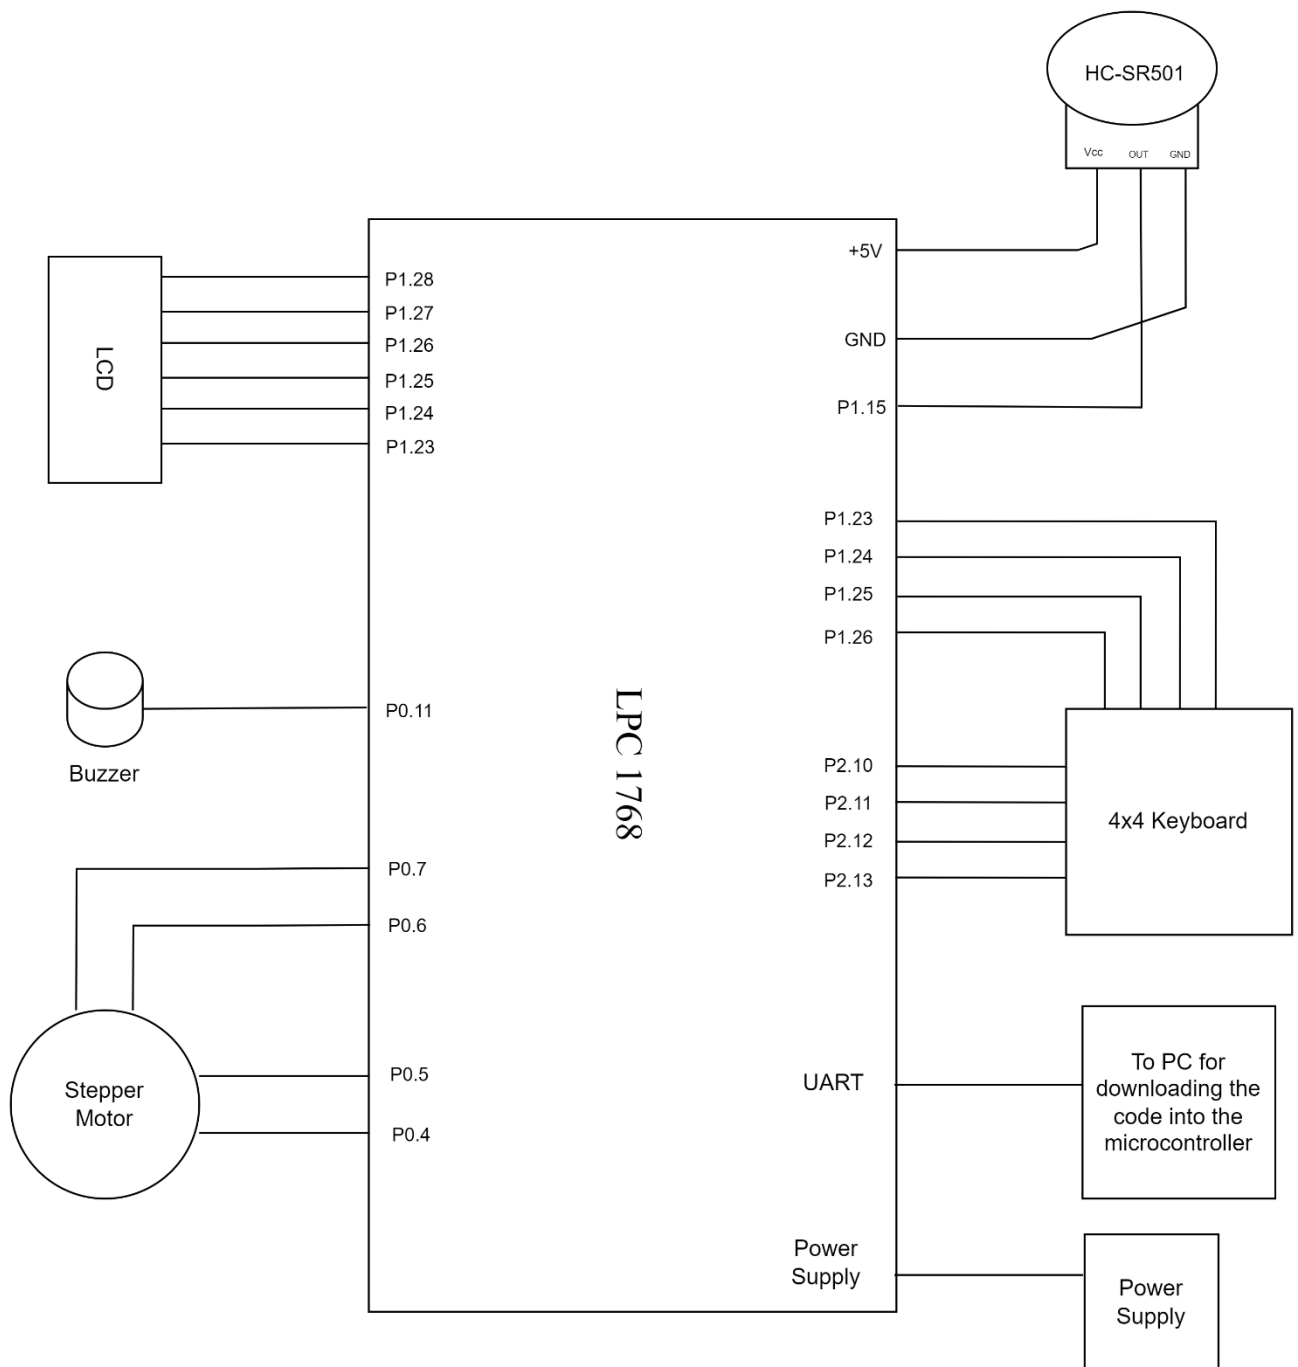 HC-SR501
Vcc OUT GND
+5V
GND
P1.15
P1.28
P1.27
P1.26
P1.25
P1.24
P1.23
LCD
P1.23
P1.24
P1.25
P1.26
P0.11
Buzzer
LPC 1768
P2.10
P2.11
P2.12
P2.13
4x4 Keyboard
P0.7
P0.6
P0.5
P0.4
Stepper
Motor
UART
To PC for
downloading the
code into the
microcontroller
Power
Supply
Power
Supply